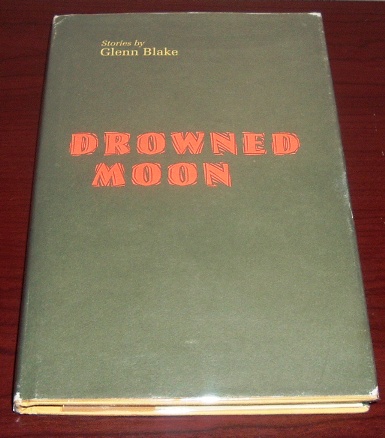 Stories by
Glenn Blake
DROWNED
MOON